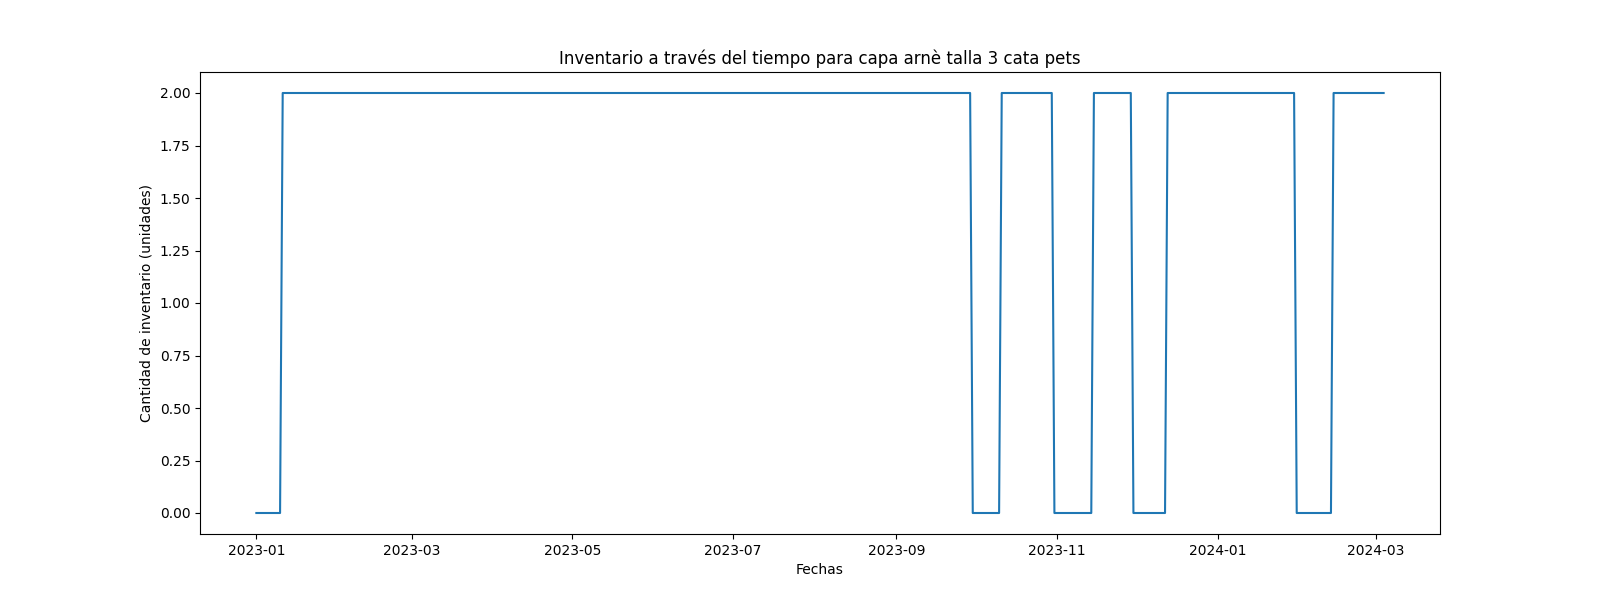 Inventario a través del tiempo para capa arnè talla 3 cata pets
Cantidad de inventario (unidades)
2.00
1.75
1.50
1.25
1.00
0.75
0.50
0.25
0.00
2023-01 2023-03 2023-05 2023-07 2023-09 2023-11 2024-01 2024-03
Fechas